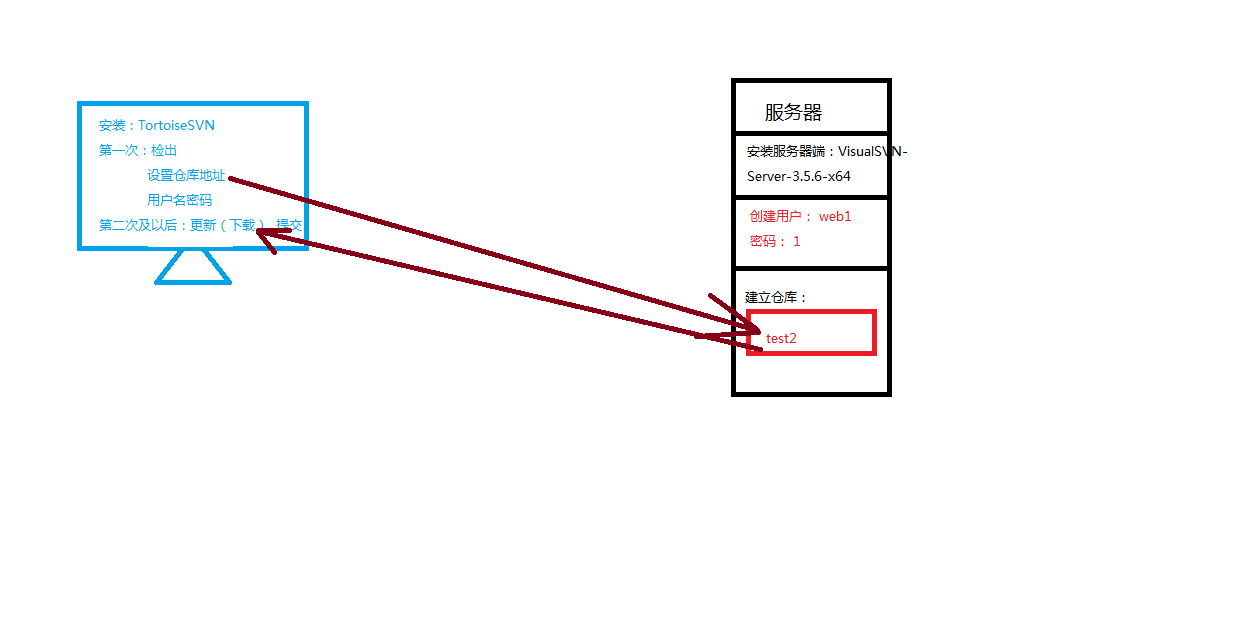 安装：TortoiseSVN
第一次：检出
设置仓库地址
用户名密码
第二次及以后：更新（下载） 提交
服务器
安装服务器端：VisualSVN-
Server-3.5.6-x64
创建用户： web1
密码： 1
建立仓库：
test2